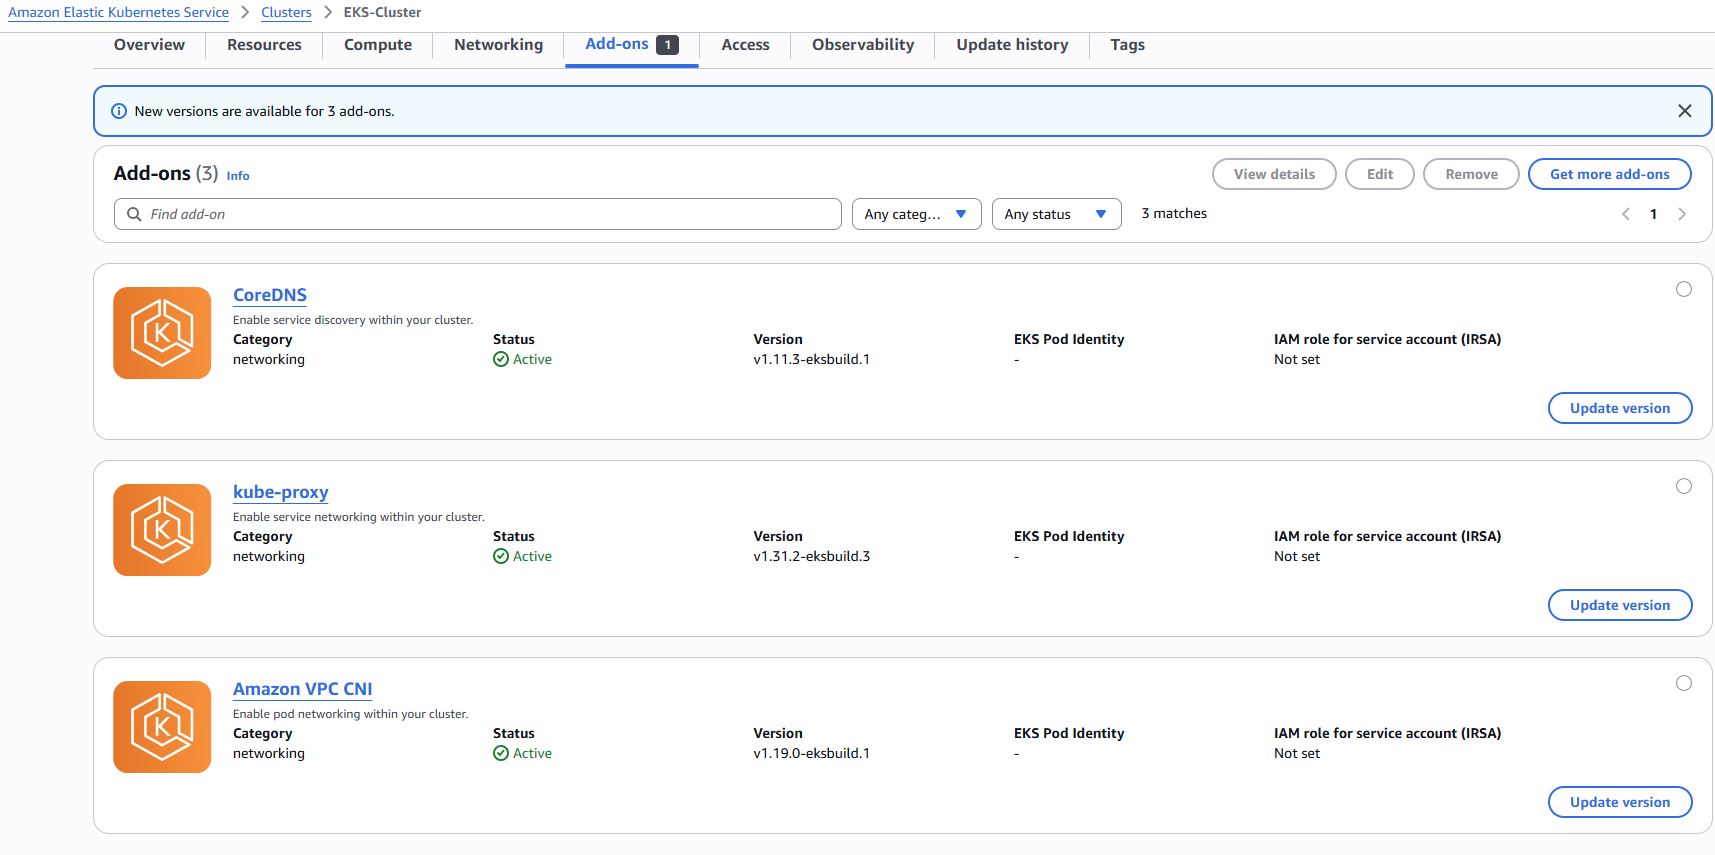 Amazon Elastic Kubernetes Service > Clusters > EKS-Cluster
Overview Resources Compute Networking Add-ons 1 Access Observability Update history Tags
New versions are available for 3 add-ons.
Add-ons (3) Info View details Edit Remove Get more add-ons
Find add-on Any categ... Any status 3 matches 1
CoreDNS
Enable service discovery within your cluster.
Category Status Version EKS Pod Identity IAM role for service account (IRSA)
networking Active v1.11.3-eksbuild.1 - Not set
Update version
kube-proxy
Enable service networking within your cluster.
Category Status Version EKS Pod Identity IAM role for service account (IRSA)
networking Active v1.31.2-eksbuild.3 - Not set
Update version
Amazon VPC CNI
Enable pod networking within your cluster.
Category Status Version EKS Pod Identity IAM role for service account (IRSA)
networking Active v1.19.0-eksbuild.1 - Not set
Update version